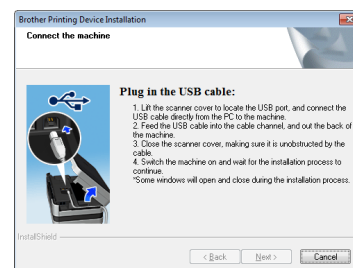 Brother Printing Device Installation
Connect the machine
Plug in the USB cable:
1. Lift the scanner cover to locate the USB port, and connect the
USB cable directly from the PC to the machine.
2. Feed the USB cable into the cable channel, and out the back of
the machine.
3. Close the scanner cover, making sure it is unobstructed by the
cable.
4. Switch the machine on and wait for the installation process to
continue.
*Some windows will open and close during the installation process.
InstallShield
< Back
Next >
Cancel